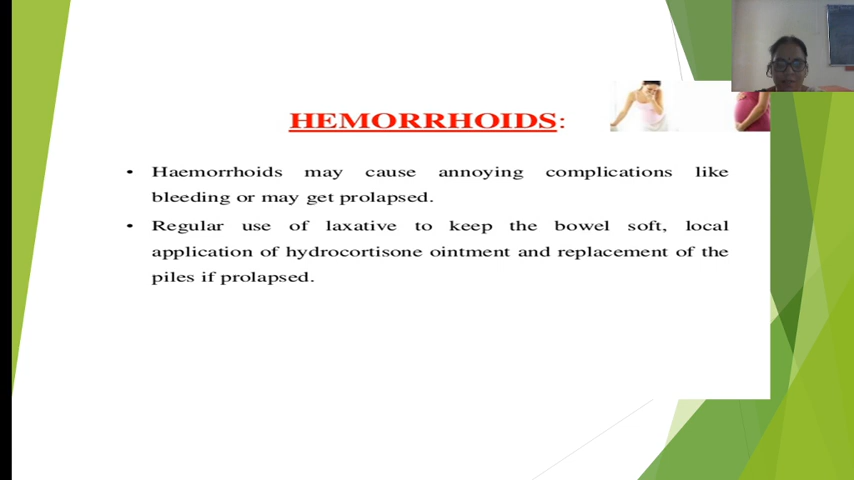 HEMORRHOIDS:
• Haemorrhoids may cause annoying complications like
bleeding or may get prolapsed.
• Regular use of laxative to keep the bowel soft, local
application of hydrocortisone ointment and replacement of the
piles if prolapsed.